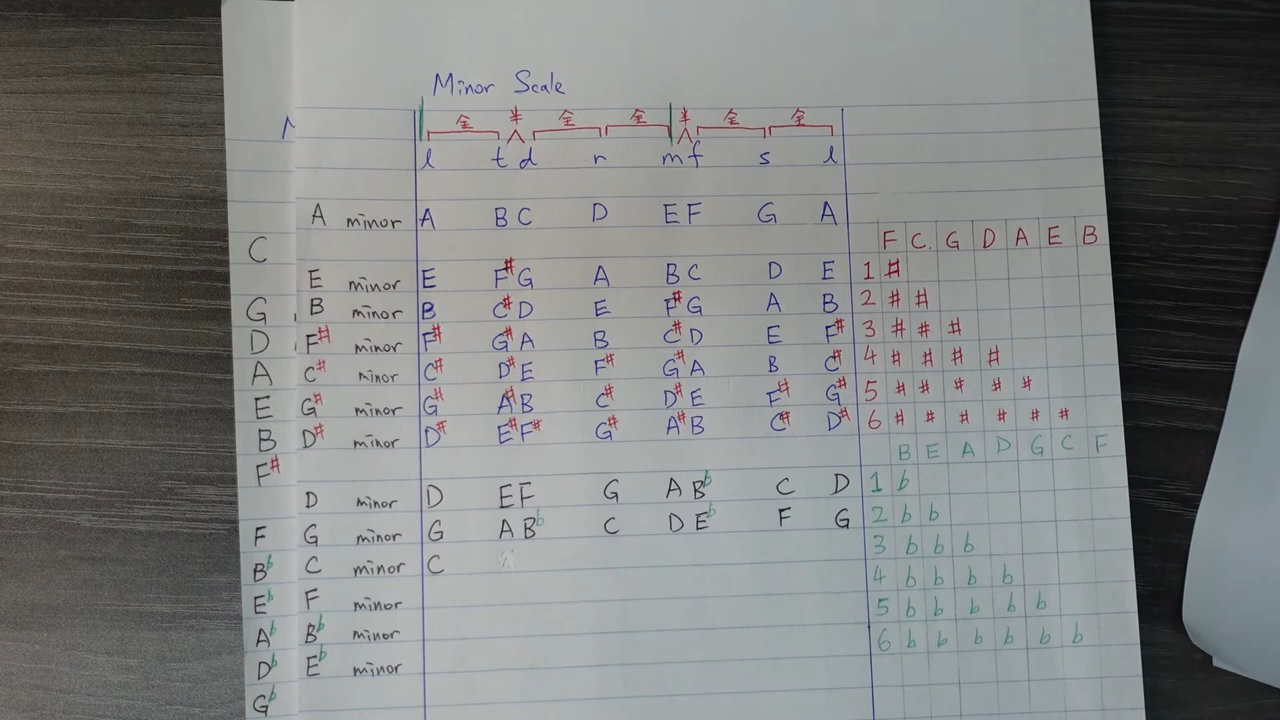 Minor Scale
全 半 全 全 半 全 全
l t d r m f s l
A minor A B C D E F G A
F C. G D A E B
C
E minor E F# G A B C D E 1 #
G B minor B C# D E F# G A B 2 # #
D F# minor F# G# A B C# D E F# 3 # # #
A C# minor C# D# E F# G# A B C# 4 # # # #
E G# minor G# A# B C# D# E F# G# 5 # # # # #
B D# minor D# E# F# G# A# B C# D# 6 # # # # # #
F# B E A D G C F
D minor D E F G A Bb C D 1 b
F G minor G A Bb C D Eb F G 2 b b
Bb C minor C 3 b b b
Eb F minor 4 b b b b
5 b b b b b
Ab Bb minor 6 b b b b b b
Db Eb minor
Gb